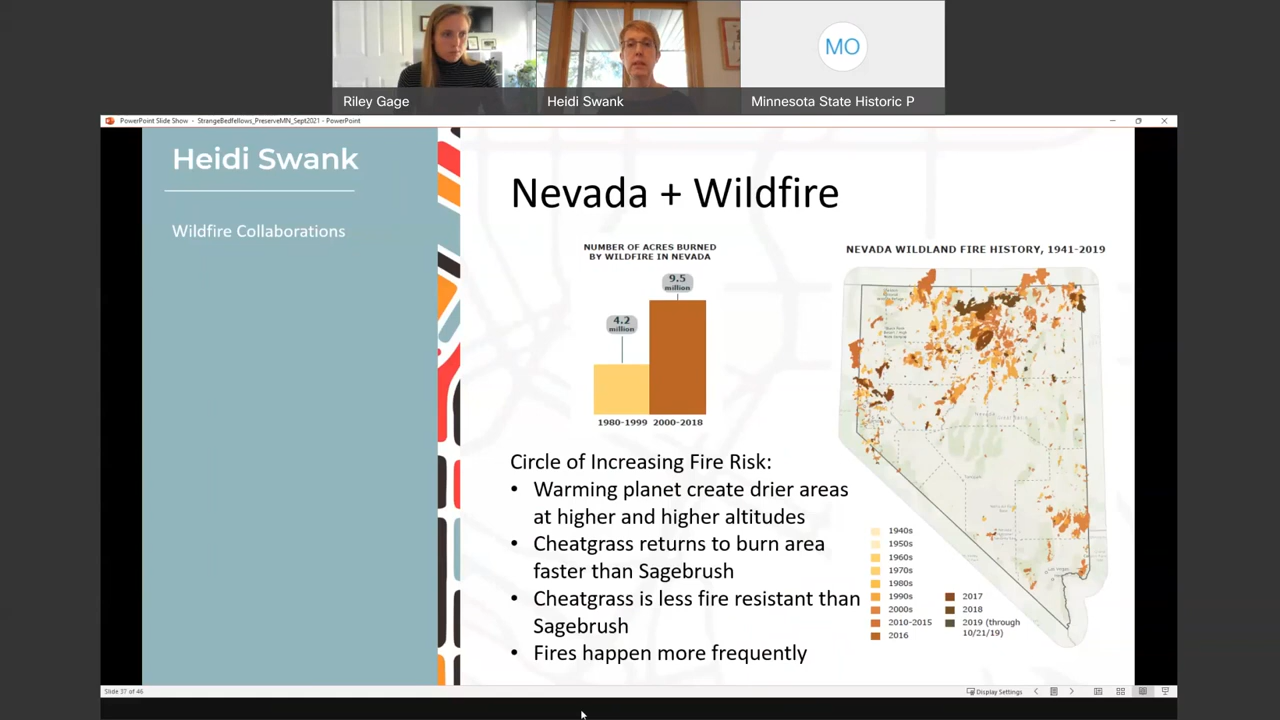 MO
Riley Gage
Heidi Swank
Minnesota State Historic P
PowerPoint Slide Show - StrangeBedfellows_PreserveMN_Sept2021 - PowerPoint
Heidi Swank
Wildfire Collaborations
Nevada + Wildfire
NUMBER OF ACRES BURNED
BY WILDFIRE IN NEVADA
9.5
million
4.2
million
1980-1999 2000-2018
NEVADA WILDLAND FIRE HISTORY, 1941-2019
Nevada
Las Vegas
1940s
1950s
1960s
1970s
1980s
1990s
2000s
2010-2015
2016
2017
2018
2019 (through
10/21/19)
Circle of Increasing Fire Risk:
• Warming planet create drier areas
at higher and higher altitudes
• Cheatgrass returns to burn area
faster than Sagebrush
• Cheatgrass is less fire resistant than
Sagebrush
• Fires happen more frequently
Slide 37 of 46
Display Settings